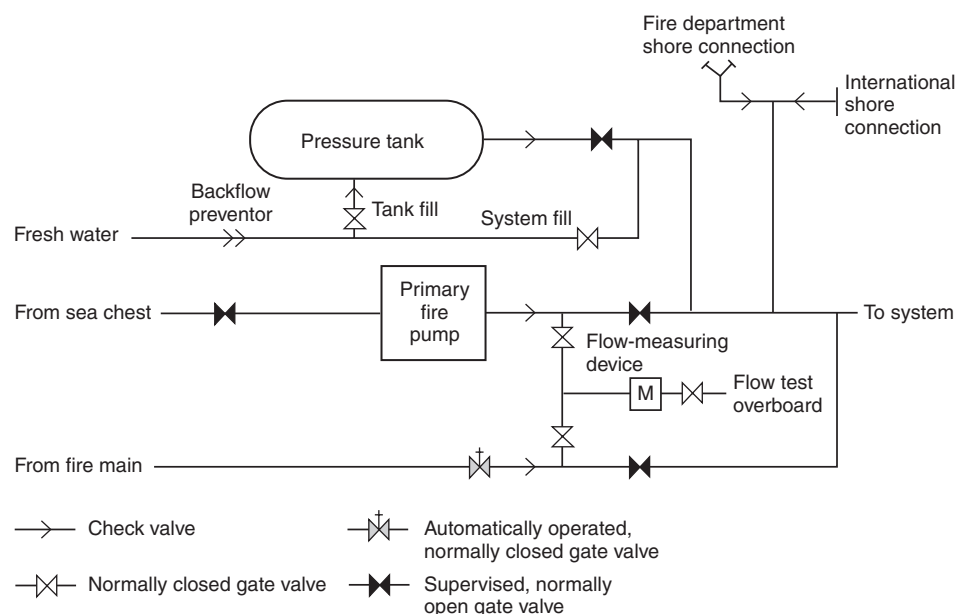 Fire department
shore connection
International
shore
connection
Pressure tank
Backflow
preventor
Tank fill
System fill
Fresh water
From sea chest
Primary
fire
pump
To system
Flow-measuring
device
M
Flow test
overboard
From fire main
Check valve
Automatically operated,
normally closed gate valve
Normally closed gate valve
Supervised, normally
open gate valve